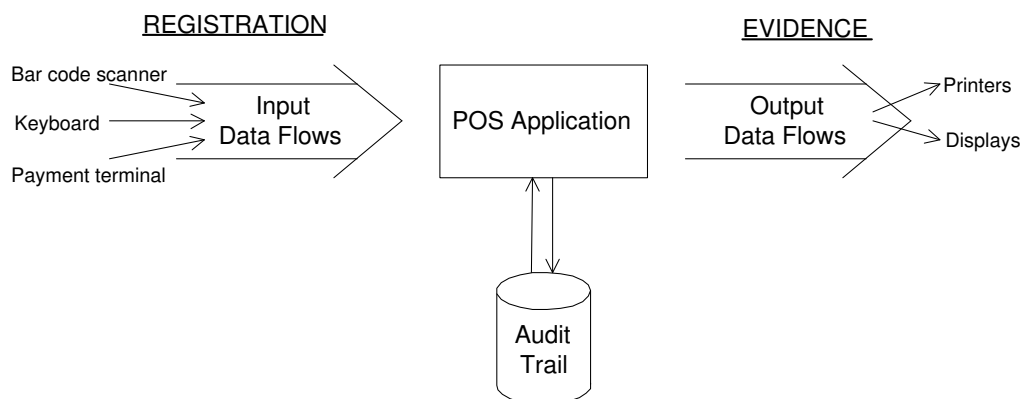 REGISTRATION
EVIDENCE
Bar code scanner
Keyboard
Payment terminal
Input
Data Flows
POS Application
Output
Data Flows
Printers
Displays
Audit
Trail